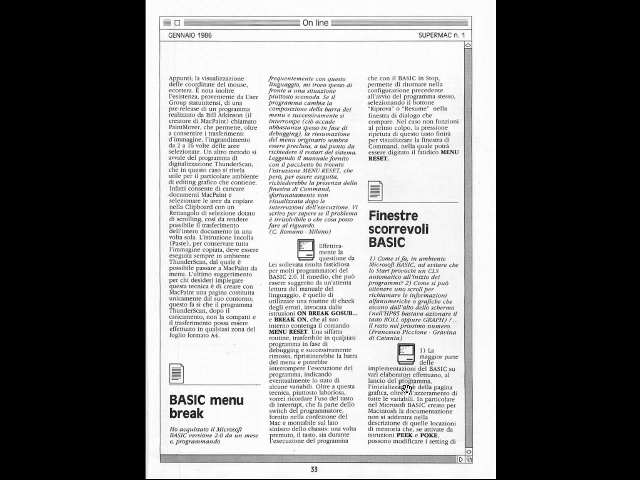 On line
GENNAIO 1986
SUPERMAC n. 1
Appunti, la visualizzazione
delle coordinate del mouse,
eccetera. È nota inoltre
l'esistenza, proveniente da User
Group statunitensi, di una
pre-release di un programma
realizzato da Bill Atkinson (il
creatore di MacPaint) chiamato
PaintMover, che permette, oltre
a consentire i trasferimenti
d'immagine, l'ingrandimento
da 2 a 16 volte delle aree
selezionate. Un altro metodo si
avvale del programma di
digitalizzazione ThunderScan,
che in questo caso si rivela
utile per il particolare ambiente
di editing grafico che contiene.
Infatti consente di caricare
documenti MacPaint e
selezionare le aree da copiare
nella Clipboard con un
Rettangolo di selezione dotato
di scrolling, così da rendere
possibile il trasferimento
dell'intero documento in una
volta sola. L'istruzione Incolla
(Paste), per conservare tutta
l'immagine copiata, deve essere
eseguita sempre in ambiente
ThunderScan, dal quale è
possibile passare a MacPaint da
menu. L'ultimo suggerimento
per chi desideri impiegare
questa tecnica è di creare con
MacPaint una pagina costituita
unicamente dal suo contorno;
questo fa sì che il programma
ThunderScan, dopo il
caricamento, non la compatti e
il trasferimento possa essere
effettuato in qualsiasi zona del
foglio formato A4.
BASIC menu
break
Ho acquistato il Microsoft
BASIC versione 2.0 da un mese
e, programmando
frequentemente con questo
linguaggio, mi trovo spesso di
fronte a una situazione
piuttosto scomoda. Se il
programma cambia la
composizione della barra del
menu e successivamente si
interrompe (ciò accade
abbastanza spesso in fase di
debugging), la riesumazione
del menu originario sembra
essere preclusa, a tal punto da
richiedere il restart del sistema.
Leggendo il manuale fornito
con il pacchetto ho trovato
l'istruzione MENU RESET, che
però, per essere eseguita,
richiederebbe la presenza della
finestra di Command,
sfortunatamente non
visualizzata dopo le
interruzioni dell'esecuzione. Vi
scrivo per sapere se il problema
è irrisolvibile o che cosa posso
fare al riguardo.
(C. Romano - Milano)
Effettiva-
mente la
questione da
Lei sollevata risulta fastidiosa
per molti programmatori del
BASIC 2.0. Il rimedio, che può
essere suggerito da un'attenta
lettura del manuale del
linguaggio, è quello di
utilizzare una routine di check
degli errori, invocata dalle
istruzioni ON BREAK GOSUB...
e BREAK ON, che al suo
interno contenga il comando
MENU RESET. Una siffatta
routine, trasferibile in qualsiasi
programma in fase di
debugging e successivamente
rimossa, ripristinerebbe la barra
del menu e potrebbe
interrompere l'esecuzione del
programma, indicando
eventualmente lo stato di
alcune variabili. Oltre a questa
tecnica, piuttosto laboriosa,
vorrei ricordare l'uso del tasto
di interrupt, che fa parte dello
switch del programmatore,
fornito nella confezione del
Mac e montabile sul lato
sinistro dello chassis: una volta
premuto, il tasto, sia durante
l'esecuzione del programma
che con il BASIC in Stop,
permette di ritornare nella
configurazione precedente
all'avvio del programma stesso,
selezionando il bottone
"Riprova" o "Resume" nella
finestra di dialogo che
compare. Nel caso non funzioni
al primo colpo, la pressione
ripetuta di questo tasto finirà
per visualizzare la finestra di
Command, nella quale potrà
essere digitato il fatidico MENU
RESET.
Finestre
scorrevoli
BASIC
1) Come si fa, in ambiente
Microsoft BASIC, ad evitare che
lo Start provochi un CLS
automatico all'inizio dei
programmi? 2) Come si può
ottenere uno scroll per
richiamare le informazioni
alfanumeriche o grafiche che
escono dall'alto dello schermo
(nell'HP85 bastava azionare il
tasto ROLL oppure GRAPH) ?...
il resto nel prossimo numero.
(Francesco Piccione - Gravina
di Catania)
1) La
maggior parte
delle
implementazioni del BASIC su
vari elaboratori effettuano, al
lancio del programma,
grafica, oltre all'azzeramento di
tutte le variabili. In particolare
nel Microsoft BASIC creato per
Macintosh la documentazione
non si addentra nella
descrizione di quelle locazioni
di memoria che, se attivate da
istruzioni PEEK e POKE,
possono modificare i setting di
33